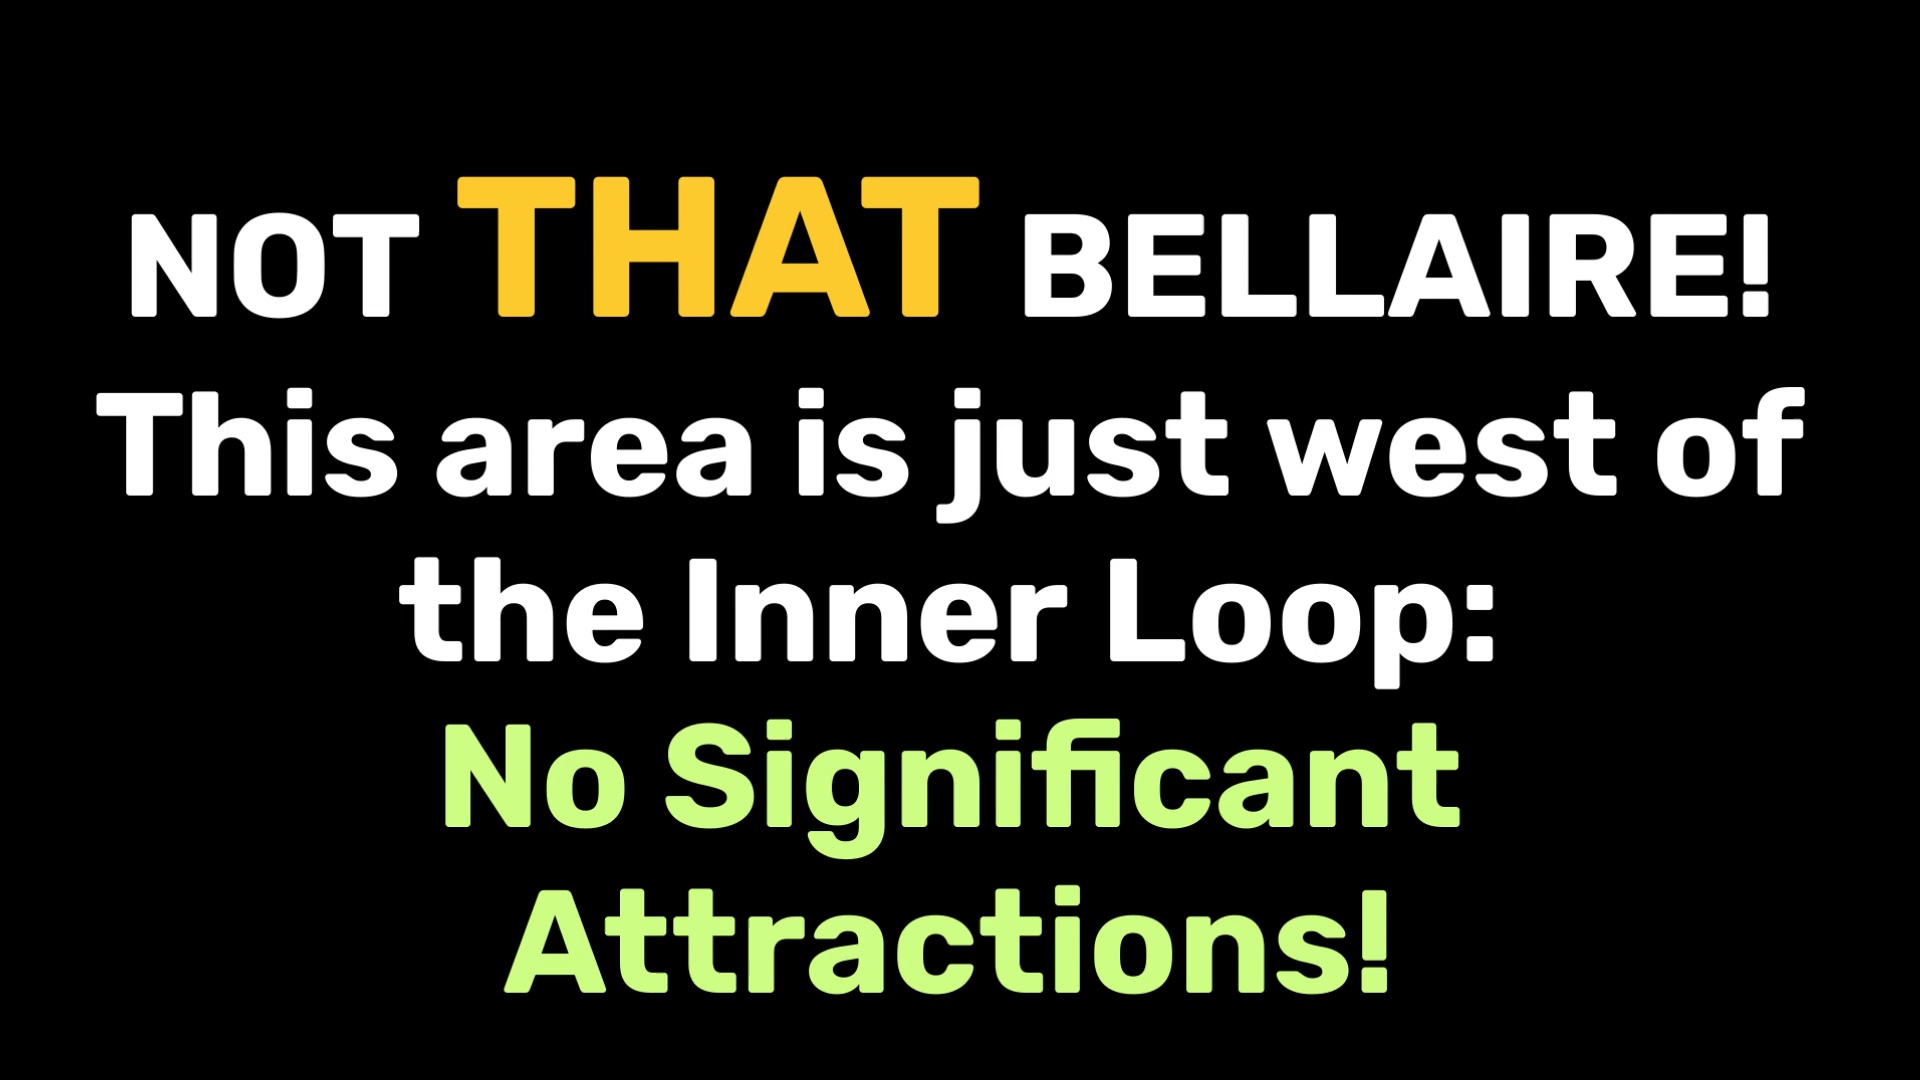 NOT THAT BELLAIRE!
This area is just west of
the Inner Loop:
No Significant
Attractions!